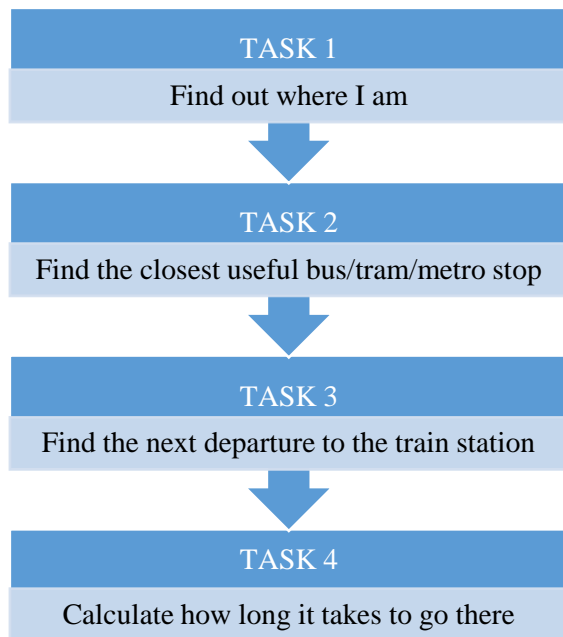 TASK 1
Find out where I am
TASK 2
Find the closest useful bus/tram/metro stop
TASK 3
Find the next departure to the train station
TASK 4
Calculate how long it takes to go there